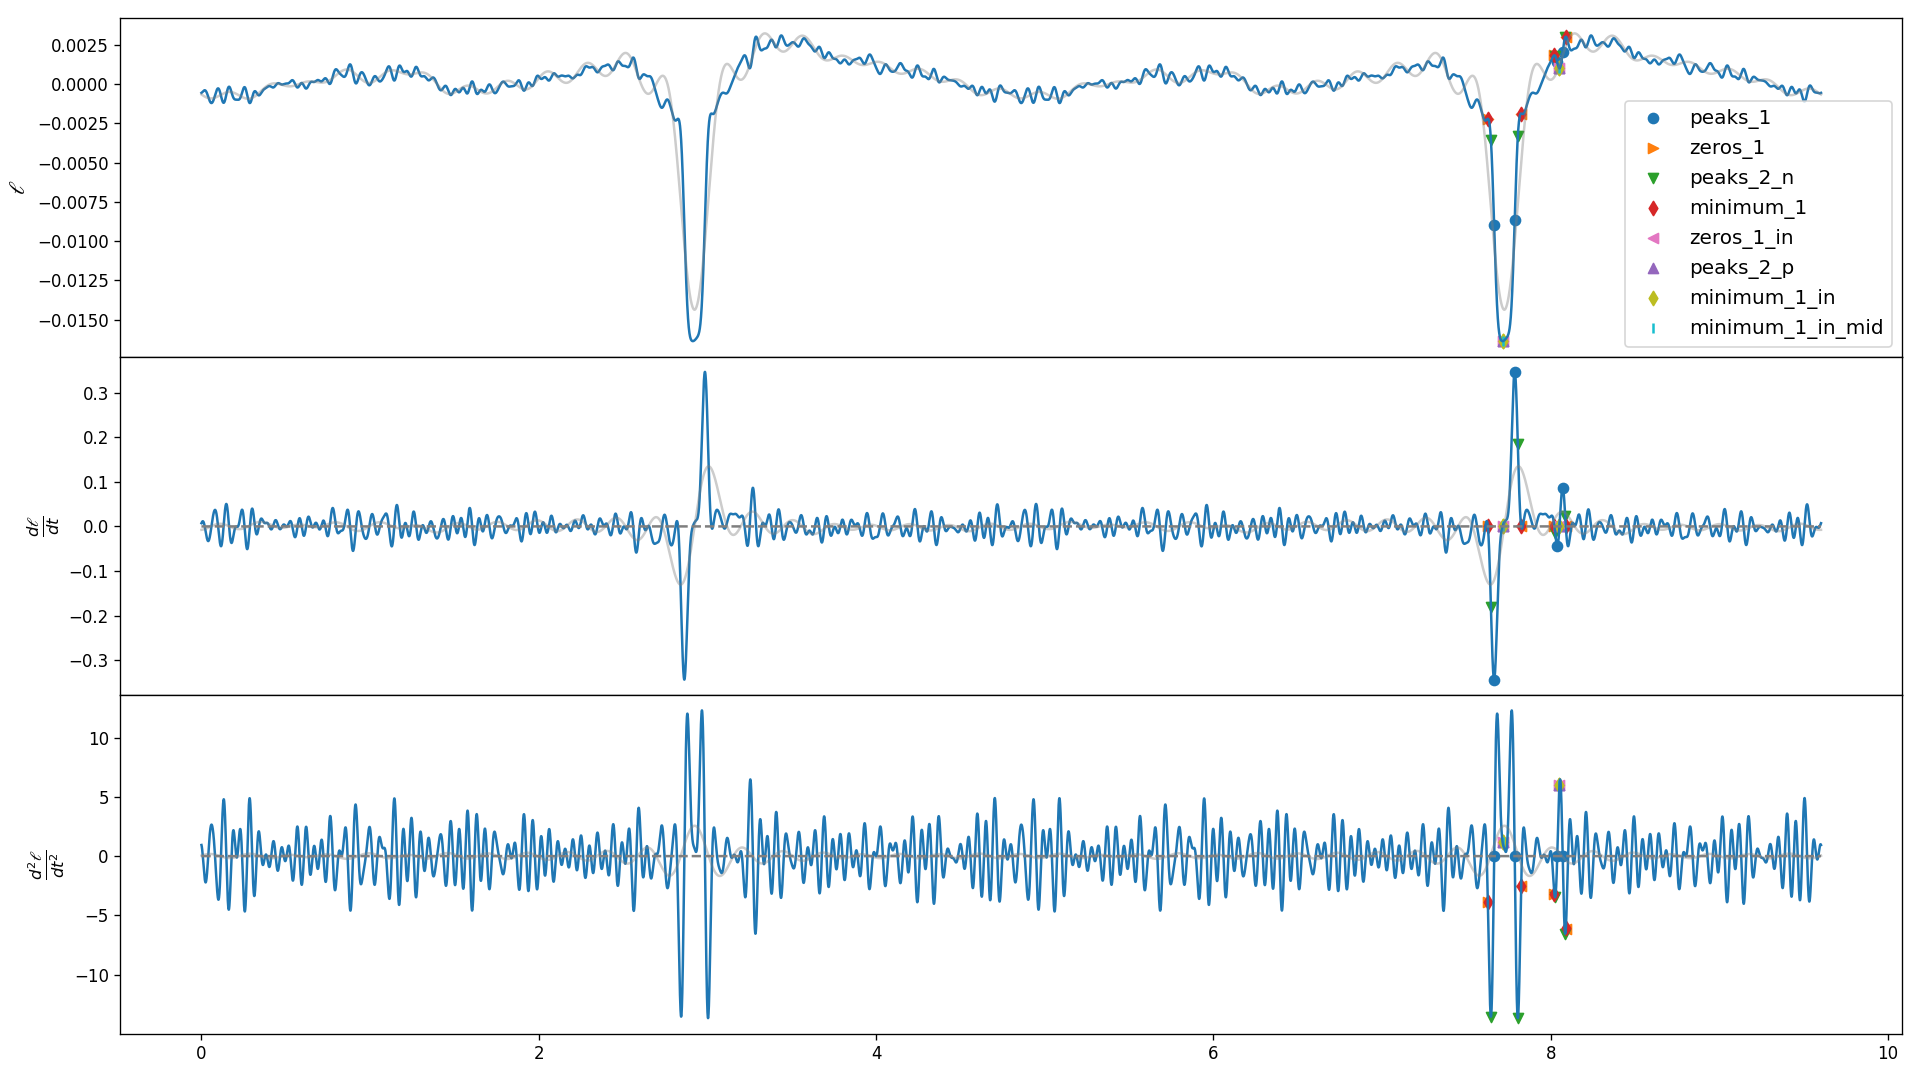 0.0025
0.0000
−0.0025
−0.0050
−0.0075
−0.0100
−0.0125
−0.0150
ℓ
peaks_1
zeros_1
peaks_2_n
minimum_1
zeros_1_in
peaks_2_p
minimum_1_in
minimum_1_in_mid
0.3
0.2
0.1
0.0
−0.1
−0.2
−0.3
dℓ
dt
10
5
0
−5
−10
d²ℓ
dt²
0 2 4 6 8 10